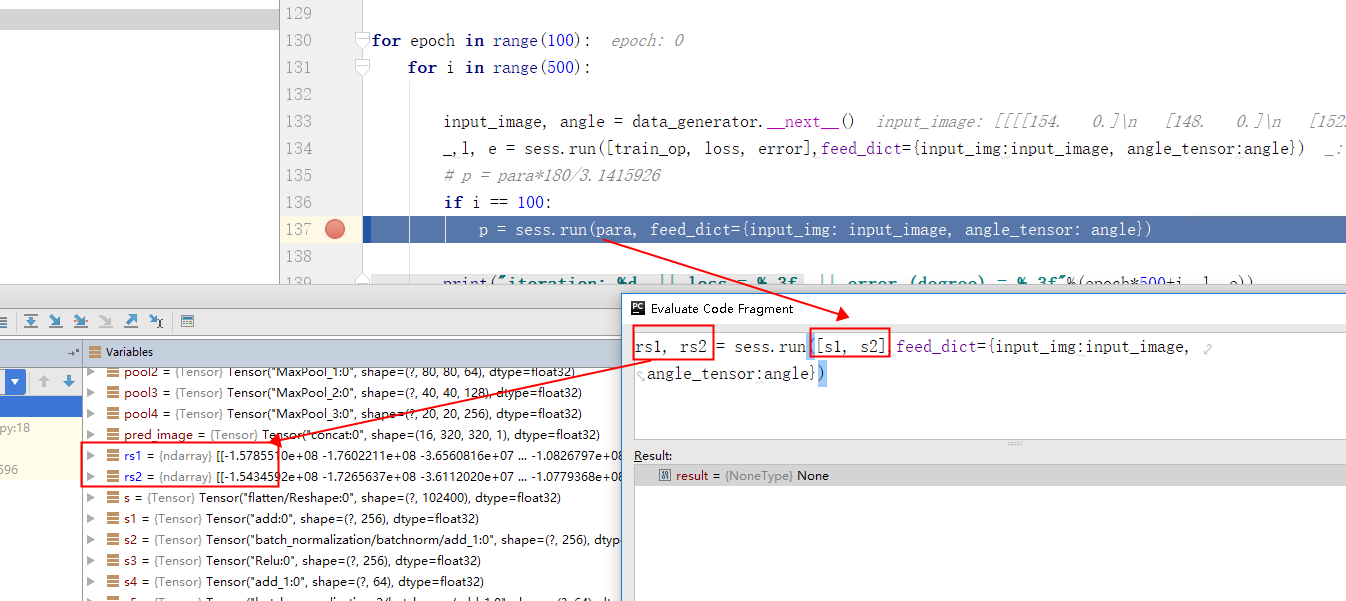 129
130 for epoch in range(100):  epoch: 0
131 for i in range(500):
132
133 input_image, angle = data_generator.__next__()  input_image: [[[[154.   0.]\n  [148.   0.]\n  [152.
134 _,l, e = sess.run([train_op, loss, error],feed_dict={input_img:input_image, angle_tensor:angle})  _:
135 # p = para*180/3.1415926
136 if i == 100:
137 p = sess.run(para, feed_dict={input_img: input_image, angle_tensor: angle})
138
139 print("iteration: %d  || loss = %.3f  || error (degree) = %.3f"%(epoch*500+i, l, e))
PC Evaluate Code Fragment
rs1, rs2 = sess.run([s1, s2],feed_dict={input_img:input_image,
angle_tensor:angle})
Result:
result = {NoneType} None
Variables
pool2 = {Tensor} Tensor("MaxPool_1:0", shape=(?, 80, 80, 64), dtype=float32)
pool3 = {Tensor} Tensor("MaxPool_2:0", shape=(?, 40, 40, 128), dtype=float32)
pool4 = {Tensor} Tensor("MaxPool_3:0", shape=(?, 20, 20, 256), dtype=float32)
pred_image = {Tensor} Tensor("concat:0", shape=(16, 320, 320, 1), dtype=float32)
rs1 = {ndarray} [[-1.5785510e+08 -1.7602211e+08 -3.6560816e+07 ... -1.0826797e+08
rs2 = {ndarray} [[-1.5434592e+08 -1.7265637e+08 -3.6112020e+07 ... -1.0779368e+08
s = {Tensor} Tensor("flatten/Reshape:0", shape=(?, 102400), dtype=float32)
s1 = {Tensor} Tensor("add:0", shape=(?, 256), dtype=float32)
s2 = {Tensor} Tensor("batch_normalization/batchnorm/add_1:0", shape=(?, 256), dtyp
s3 = {Tensor} Tensor("Relu:0", shape=(?, 256), dtype=float32)
s4 = {Tensor} Tensor("add_1:0", shape=(?, 64), dtype=float32)
py:18
596